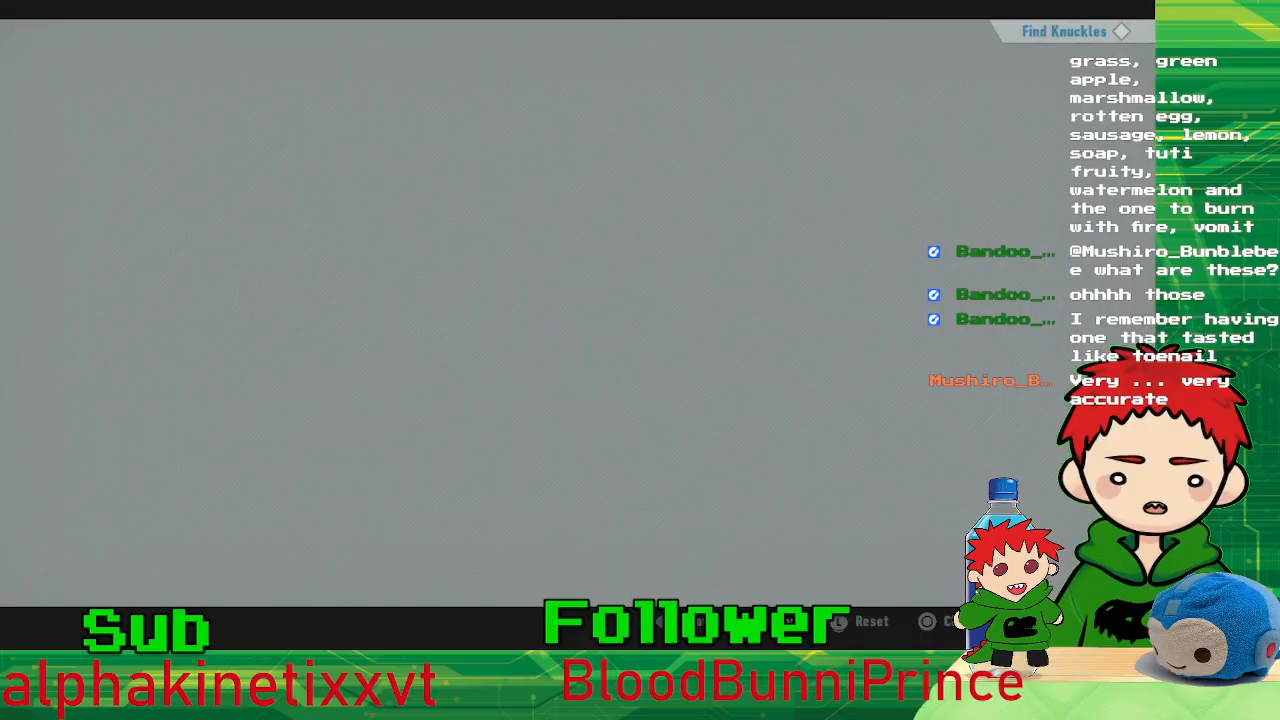 Find Knuckles
grass, green
apple,
marshmallow,
rotten egg,
sausage, lemon,
soap, tuti
fruity,
watermelon and
the one to burn
with fire, vomit
Bandoo_... @Mushiro_Bunblebe
e what are these?
Bandoo_... ohhhh those
Bandoo_... I remember having
one that tasted
like toenail
Mushiro_B... Very ... very
accurate
Reset
Sub
Follower
alphakinetixxvt
BloodBunniPrince